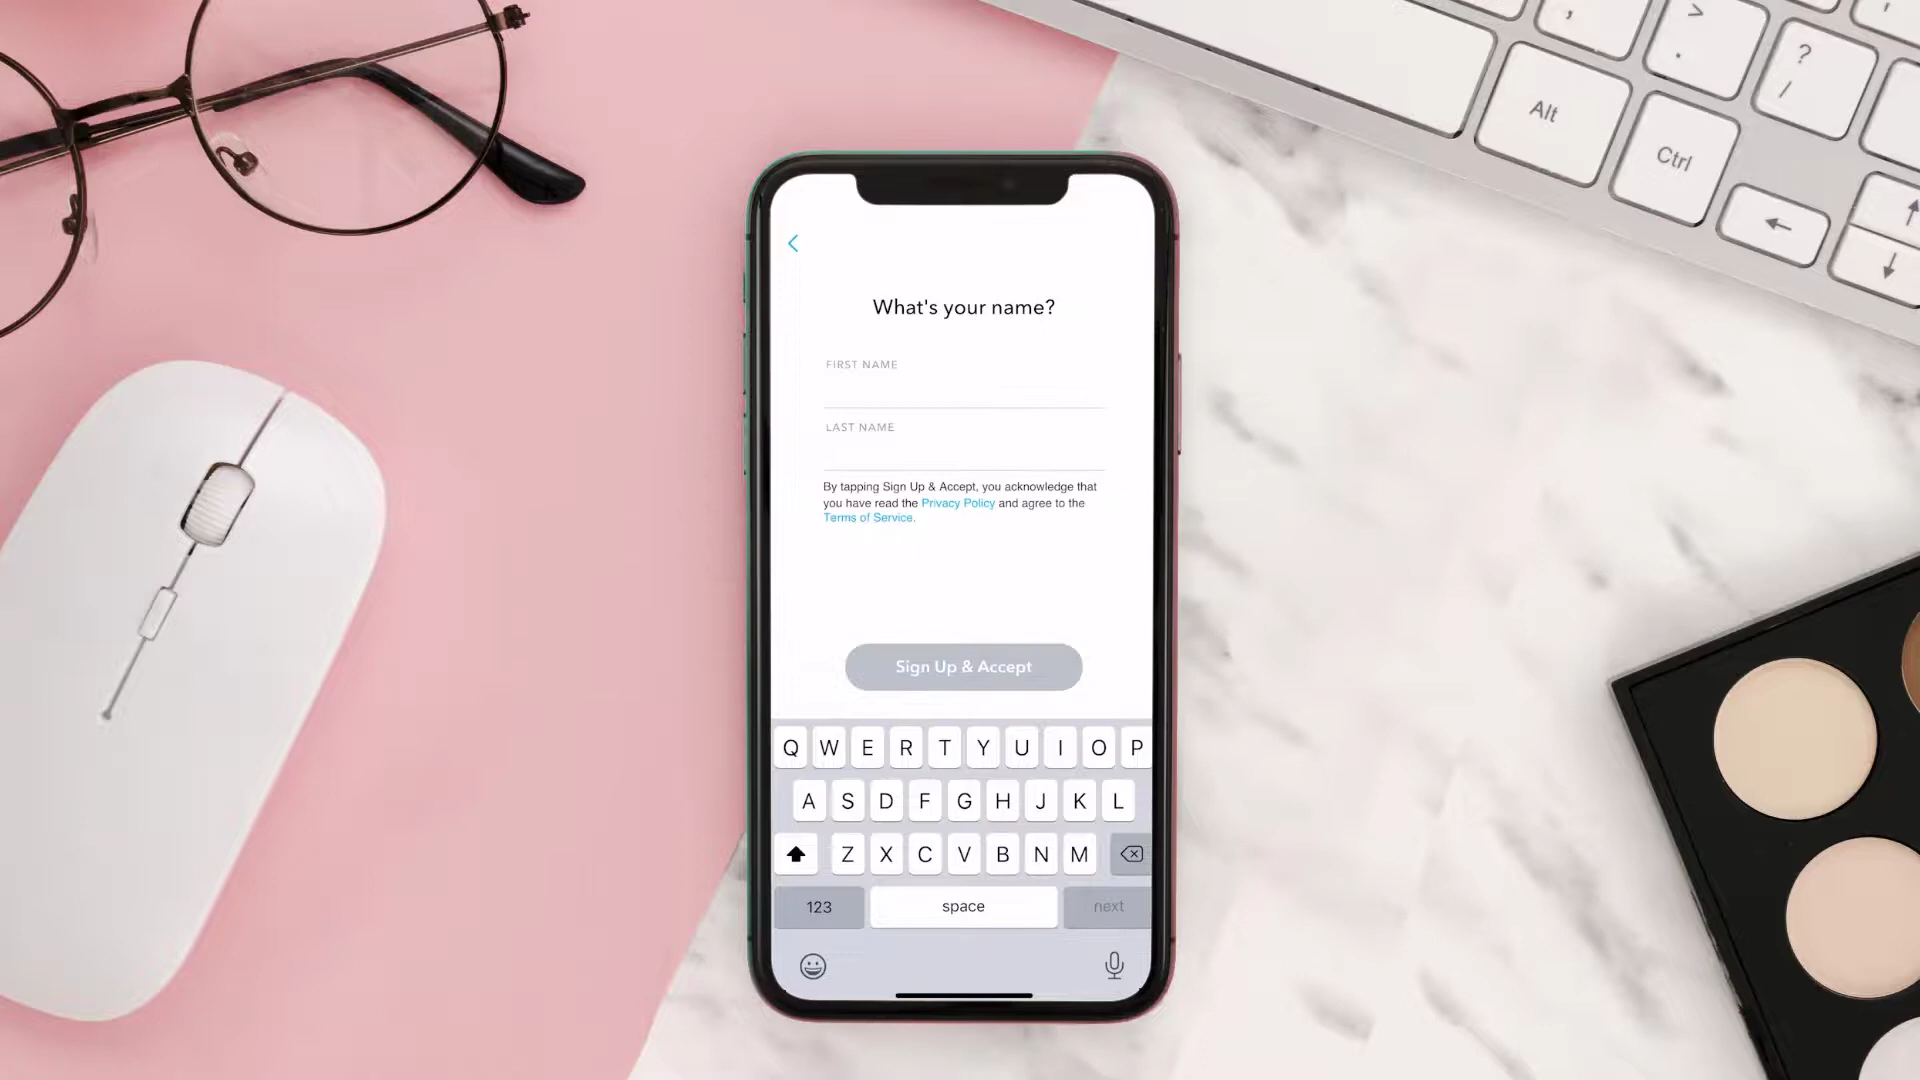 , > . ? /
Alt
Ctrl
What's your name?
FIRST NAME
LAST NAME
By tapping Sign Up & Accept, you acknowledge that
you have read the Privacy Policy and agree to the
Terms of Service.
Sign Up & Accept
Q W E R T Y U I O P
A S D F G H J K L
Z X C V B N M
123 space next